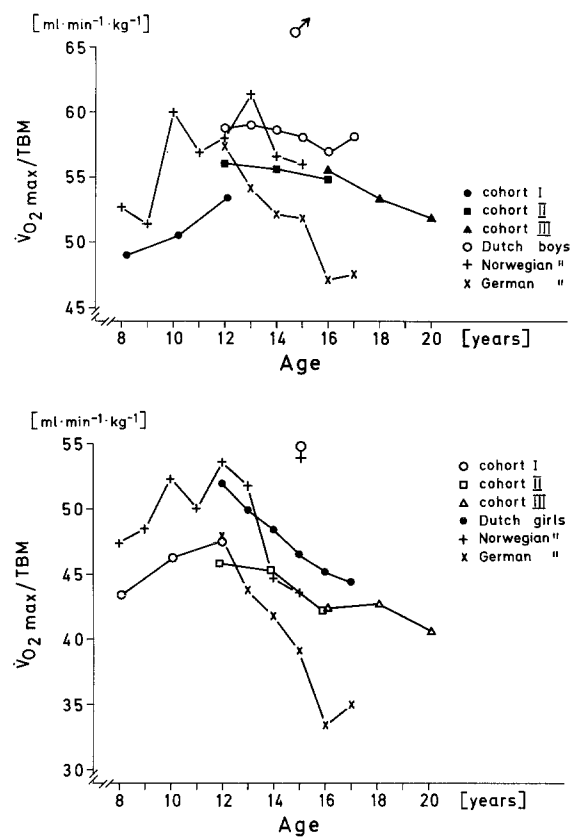 [ml·min⁻¹·kg⁻¹]
♂
65
60
55
50
45
V̇O₂ max/TBM
● cohort I
■ cohort II
▲ cohort III
○ Dutch boys
+ Norwegian "
x German "
8 10 12 14 16 18 20 [years]
Age
[ml·min⁻¹·kg⁻¹]
♀
55
50
45
40
35
30
V̇O₂ max/TBM
○ cohort I
□ cohort II
△ cohort III
● Dutch girls
+ Norwegian "
x German "
8 10 12 14 16 18 20 [years]
Age